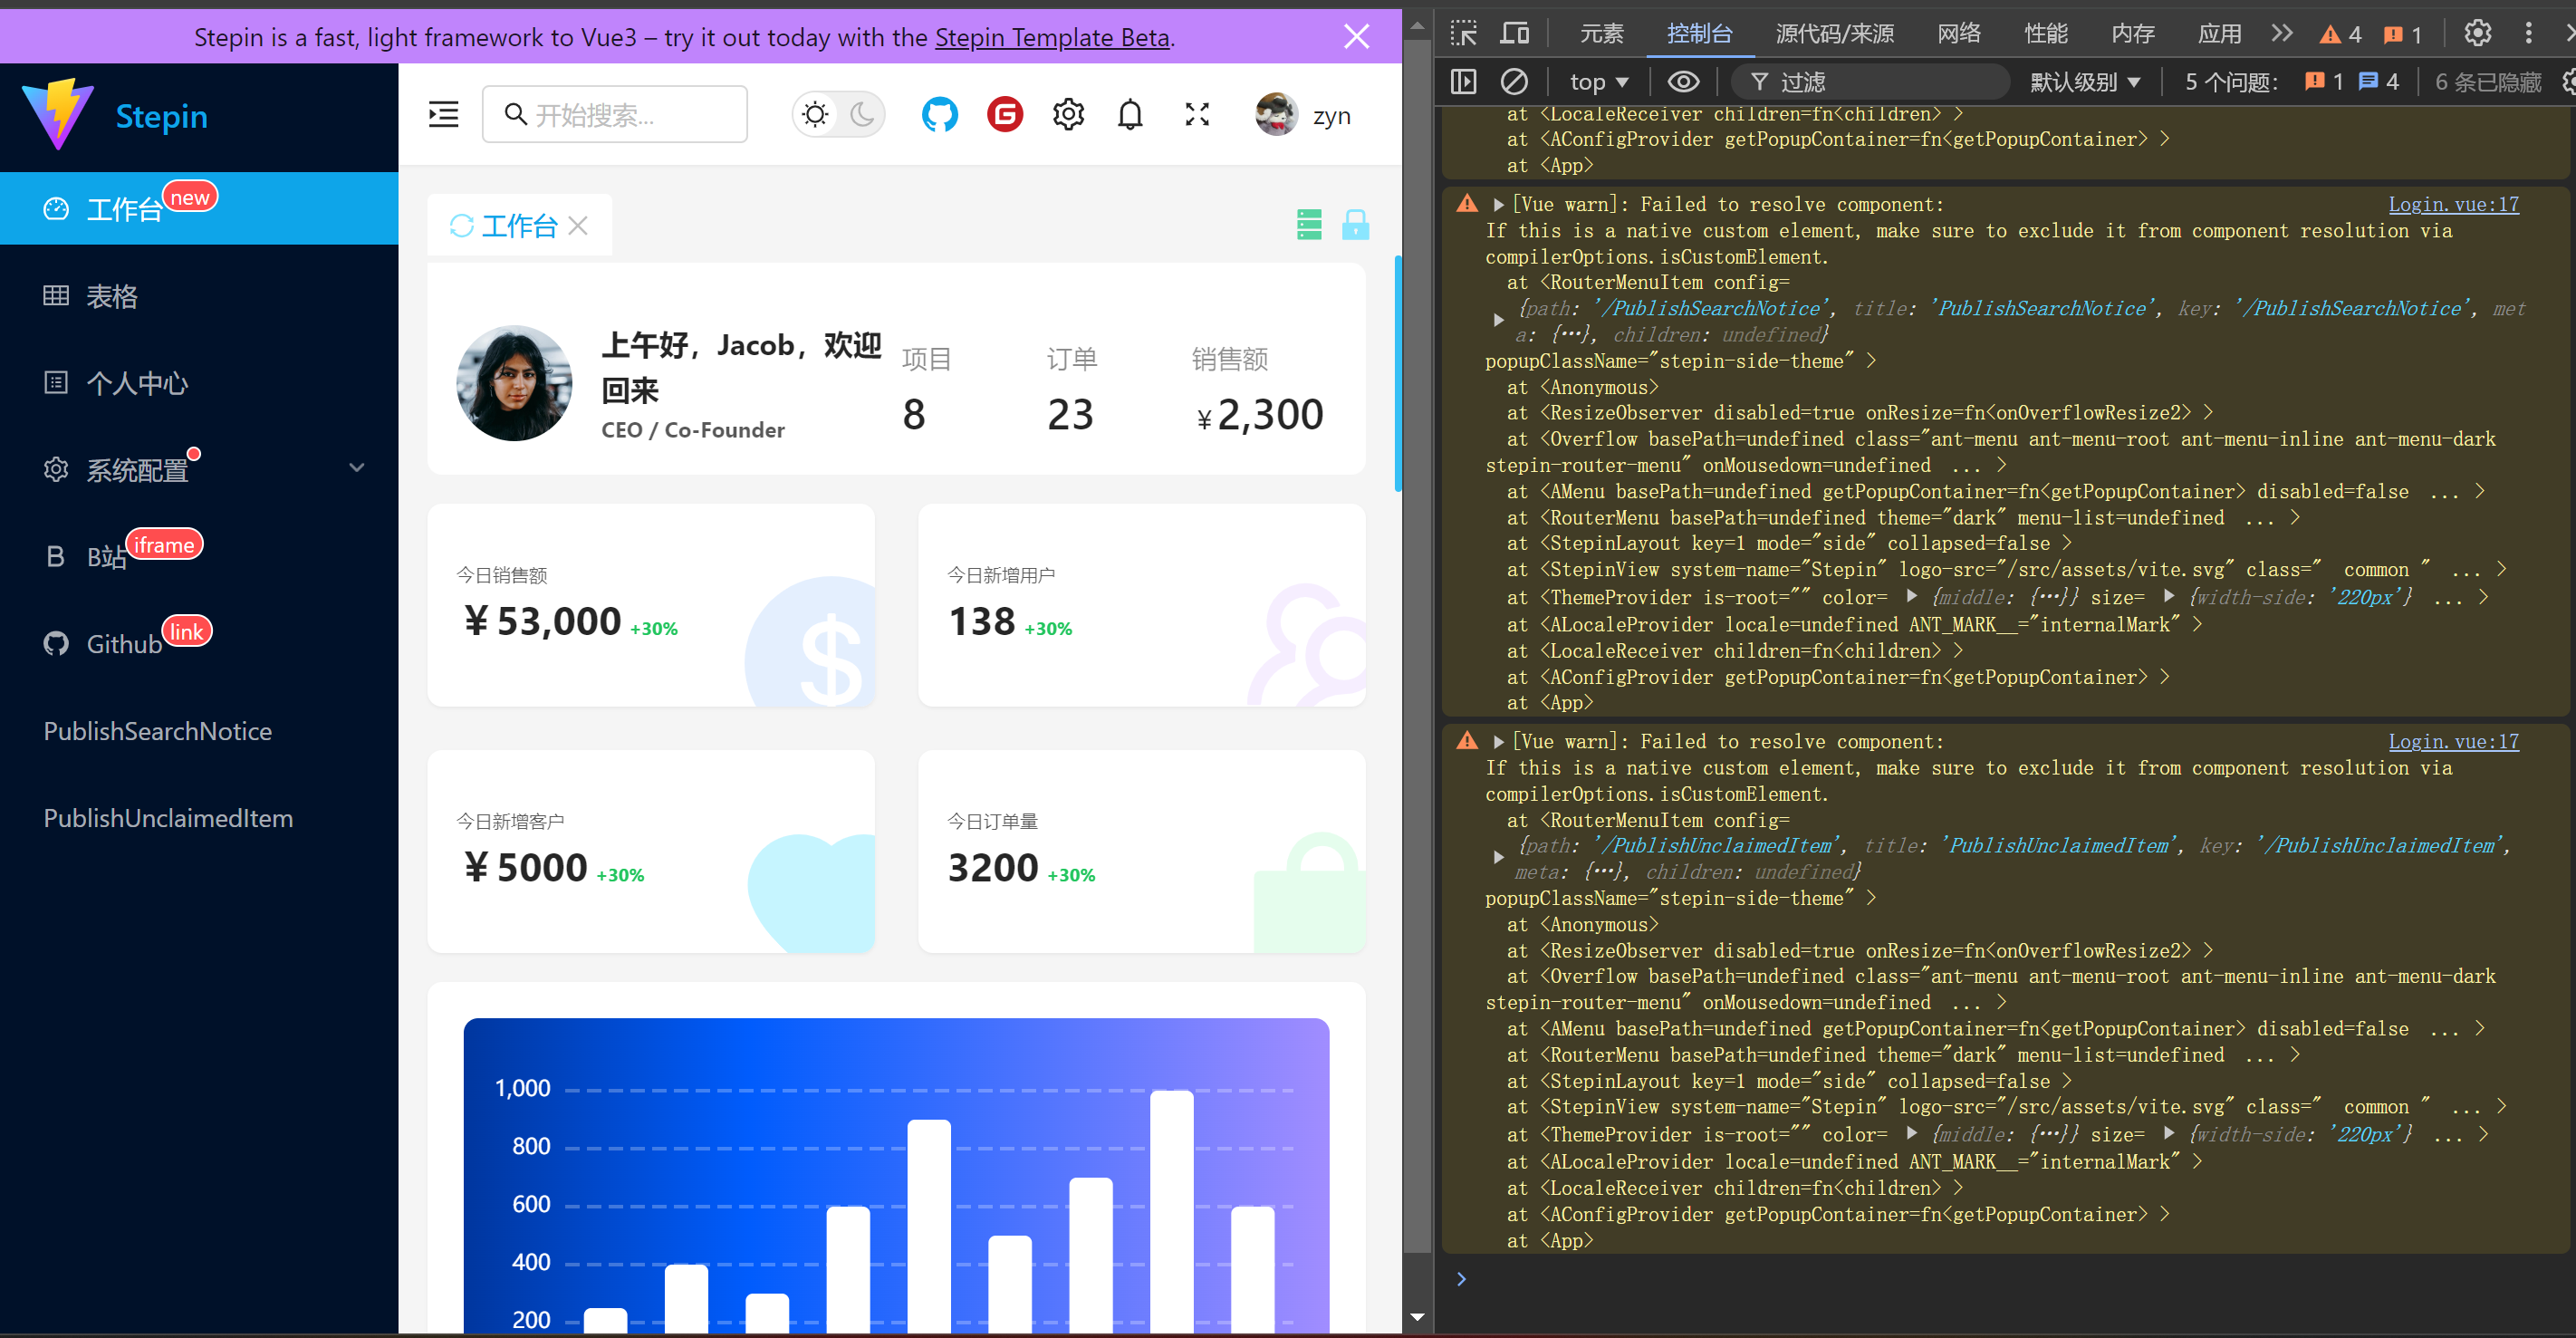 Stepin is a fast, light framework to Vue3 – try it out today with the Stepin Template Beta.
Stepin
开始搜索...
zyn
工作台 new
表格
个人中心
系统配置
B站 iframe
Github link
PublishSearchNotice
PublishUnclaimedItem
工作台
上午好，Jacob，欢迎
回来
CEO / Co-Founder
项目
8
订单
23
销售额
¥2,300
今日销售额
¥53,000 +30%
今日新增用户
138 +30%
今日新增客户
¥5000 +30%
今日订单量
3200 +30%
1,000
800
600
400
200
元素 控制台 源代码/来源 网络 性能 内存 应用 4 1
top 过滤 默认级别 5 个问题: 1 4 6 条已隐藏
at <LocaleReceiver children=fn<children> >
at <AConfigProvider getPopupContainer=fn<getPopupContainer> >
at <App>
[Vue warn]: Failed to resolve component: Login.vue:17
If this is a native custom element, make sure to exclude it from component resolution via
compilerOptions.isCustomElement.
at <RouterMenuItem config=
{path: '/PublishSearchNotice', title: 'PublishSearchNotice', key: '/PublishSearchNotice', met
a: {…}, children: undefined}
popupClassName="stepin-side-theme" >
at <Anonymous>
at <ResizeObserver disabled=true onResize=fn<onOverflowResize2> >
at <Overflow basePath=undefined class="ant-menu ant-menu-root ant-menu-inline ant-menu-dark
stepin-router-menu" onMousedown=undefined ... >
at <AMenu basePath=undefined getPopupContainer=fn<getPopupContainer> disabled=false ... >
at <RouterMenu basePath=undefined theme="dark" menu-list=undefined ... >
at <StepinLayout key=1 mode="side" collapsed=false >
at <StepinView system-name="Stepin" logo-src="/src/assets/vite.svg" class=" common " ... >
at <ThemeProvider is-root="" color= {middle: {…}} size= {width-side: '220px'} ... >
at <ALocaleProvider locale=undefined ANT_MARK__="internalMark" >
at <LocaleReceiver children=fn<children> >
at <AConfigProvider getPopupContainer=fn<getPopupContainer> >
at <App>
[Vue warn]: Failed to resolve component: Login.vue:17
If this is a native custom element, make sure to exclude it from component resolution via
compilerOptions.isCustomElement.
at <RouterMenuItem config=
{path: '/PublishUnclaimedItem', title: 'PublishUnclaimedItem', key: '/PublishUnclaimedItem',
meta: {…}, children: undefined}
popupClassName="stepin-side-theme" >
at <Anonymous>
at <ResizeObserver disabled=true onResize=fn<onOverflowResize2> >
at <Overflow basePath=undefined class="ant-menu ant-menu-root ant-menu-inline ant-menu-dark
stepin-router-menu" onMousedown=undefined ... >
at <AMenu basePath=undefined getPopupContainer=fn<getPopupContainer> disabled=false ... >
at <RouterMenu basePath=undefined theme="dark" menu-list=undefined ... >
at <StepinLayout key=1 mode="side" collapsed=false >
at <StepinView system-name="Stepin" logo-src="/src/assets/vite.svg" class=" common " ... >
at <ThemeProvider is-root="" color= {middle: {…}} size= {width-side: '220px'} ... >
at <ALocaleProvider locale=undefined ANT_MARK__="internalMark" >
at <LocaleReceiver children=fn<children> >
at <AConfigProvider getPopupContainer=fn<getPopupContainer> >
at <App>